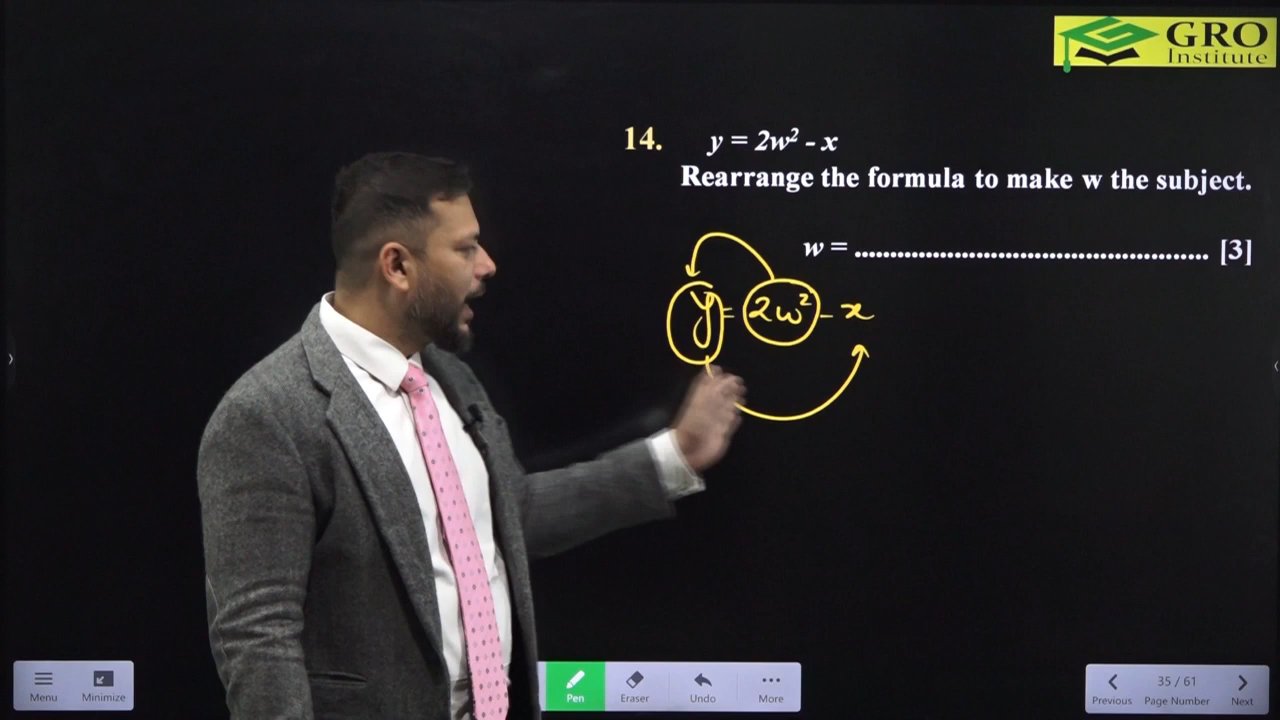 GRO
Institute
14. y = 2w² - x
Rearrange the formula to make w the subject.
w = .................................................. [3]
y = 2w² - x
Menu
Minimize
Pen
Eraser
Undo
More
Previous
35 / 61
Page Number
Next